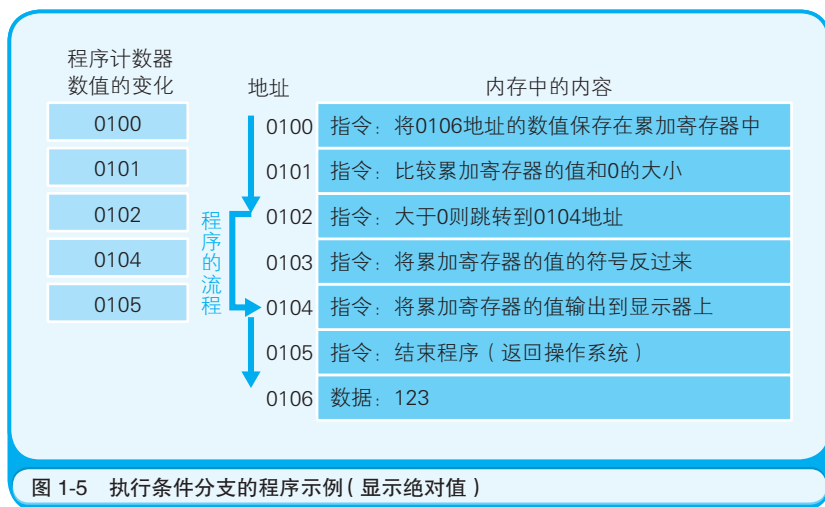 程序计数器
数值的变化
地址
内存中的内容
0100
0100
指令：将0106地址的数值保存在累加寄存器中
0101
0101
指令：比较累加寄存器的值和0的大小
0102
0102
指令：大于0则跳转到0104地址
程序的流程
0103
指令：将累加寄存器的值的符号反过来
0104
0104
指令：将累加寄存器的值输出到显示器上
0105
0105
指令：结束程序（返回操作系统）
0106
数据：123
图 1-5 执行条件分支的程序示例（显示绝对值）